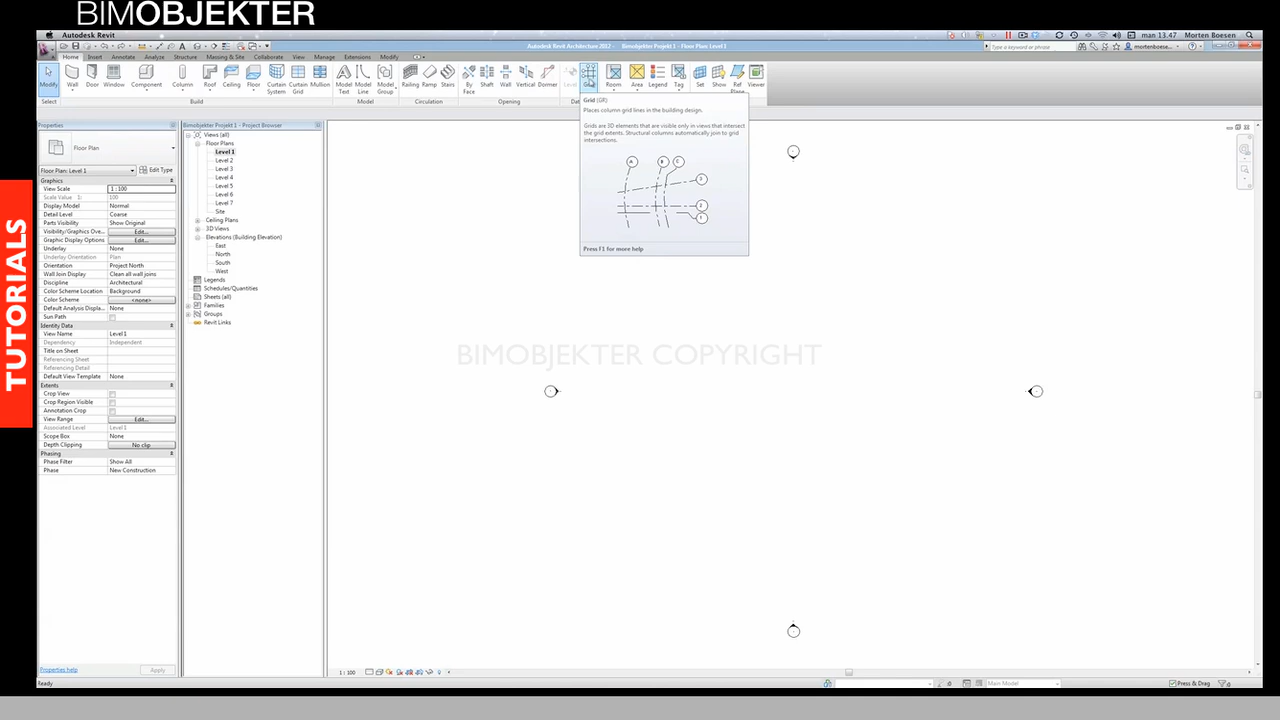 BIMOBJEKTER
TUTORIALS
Autodesk Revit
man 13.47 Morten Boesen
Autodesk Revit Architecture 2012 - Bimobjekter Projekt 1 - Floor Plan: Level 1
Type a keyword or phrase
mortenboese...
Home Insert Annotate Analyze Structure Massing & Site Collaborate View Manage Extensions Modify
Modify Wall Door Window Component Column Roof Ceiling Floor Curtain System Curtain Grid Mullion Model Text Model Line Model Group Railing Ramp Stairs By Face Shaft Wall Vertical Dormer Level Room Area Legend Tag Set Show Ref Plane Viewer
Select Build Model Circulation Opening
Grid (GR)
Places column grid lines in the building design.
Grids are 3D elements that are visible only in views that intersect
the grid extents. Structural columns automatically join to grid
intersections.
A B C
3
2
1
Press F1 for more help
Properties
Floor Plan
Floor Plan: Level 1 Edit Type
Graphics
View Scale 1 : 100
Scale Value 1: 100
Display Model Normal
Detail Level Coarse
Parts Visibility Show Original
Visibility/Graphics Ove... Edit...
Graphic Display Options Edit...
Underlay None
Underlay Orientation Plan
Orientation Project North
Wall Join Display Clean all wall joins
Discipline Architectural
Color Scheme Location Background
Color Scheme <none>
Default Analysis Displa... None
Sun Path
Identity Data
View Name Level 1
Dependency Independent
Title on Sheet
Referencing Sheet
Referencing Detail
Default View Template None
Extents
Crop View
Crop Region Visible
Annotation Crop
View Range Edit...
Associated Level Level 1
Scope Box None
Depth Clipping No clip
Phasing
Phase Filter Show All
Phase New Construction
Properties help Apply
Bimobjekter Projekt 1 - Project Browser
Views (all)
Floor Plans
Level 1
Level 2
Level 3
Level 4
Level 5
Level 6
Level 7
Site
Ceiling Plans
3D Views
Elevations (Building Elevation)
East
North
South
West
Legends
Schedules/Quantities
Sheets (all)
Families
Groups
Revit Links
BIMOBJEKTER COPYRIGHT
1 : 100
Ready
:0 Main Model Press & Drag :0